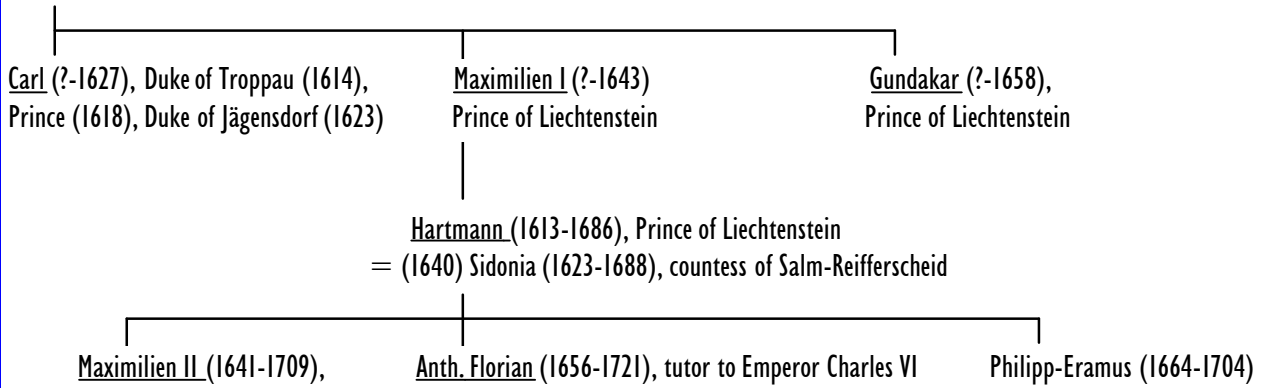 Carl (?-1627), Duke of Troppau (1614),
Prince (1618), Duke of Jägensdorf (1623)
Maximilien I (?-1643)
Prince of Liechtenstein
Gundakar (?-1658),
Prince of Liechtenstein
Hartmann (1613-1686), Prince of Liechtenstein
= (1640) Sidonia (1623-1688), countess of Salm-Reifferscheid
Maximilien II (1641-1709),
Anth. Florian (1656-1721), tutor to Emperor Charles VI
Philipp-Eramus (1664-1704)